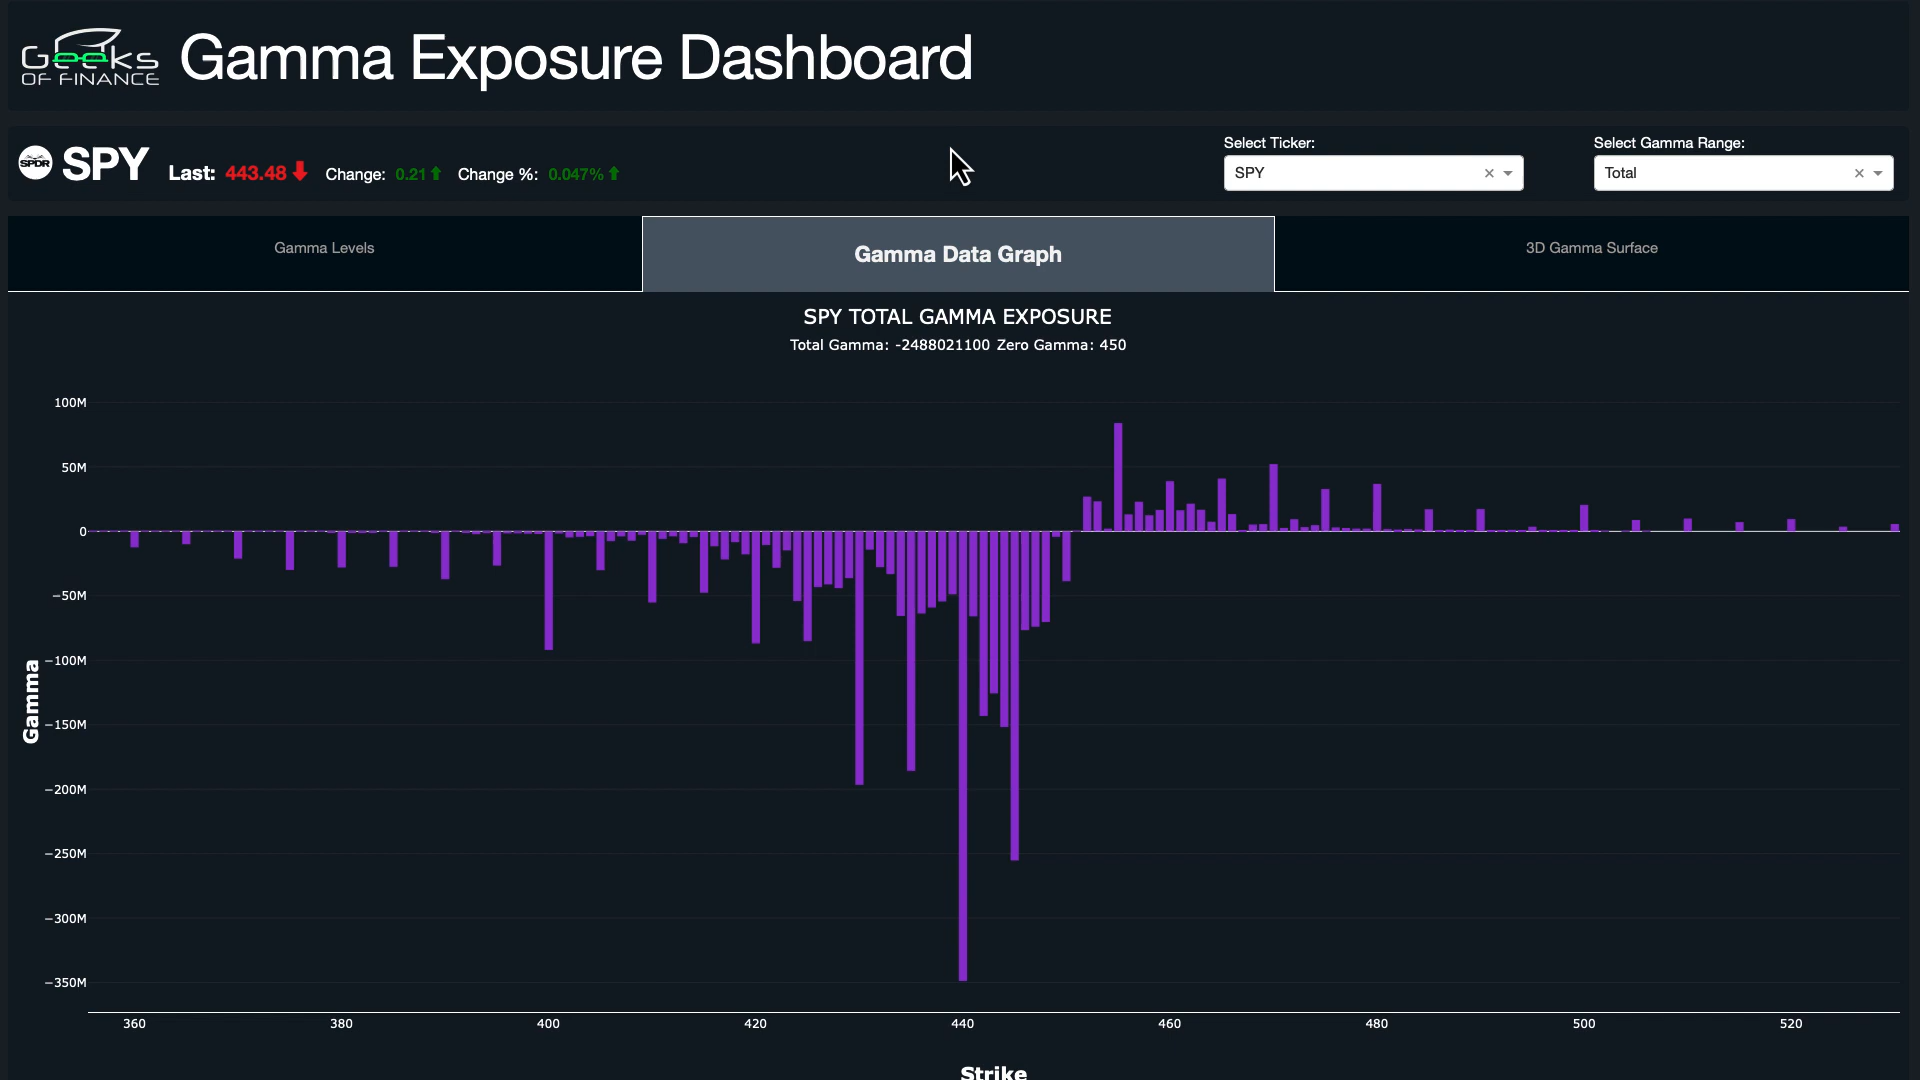 Geeks
OF FINANCE
Gamma Exposure Dashboard
SPDR
SPY
Last: 443.48
Change: 0.21
Change %: 0.047%
Select Ticker:
SPY
Select Gamma Range:
Total
Gamma Levels
Gamma Data Graph
3D Gamma Surface
SPY TOTAL GAMMA EXPOSURE
Total Gamma: -2488021100 Zero Gamma: 450
100M
50M
0
−50M
−100M
−150M
−200M
−250M
−300M
−350M
Gamma
360
380
400
420
440
460
480
500
520
Strike